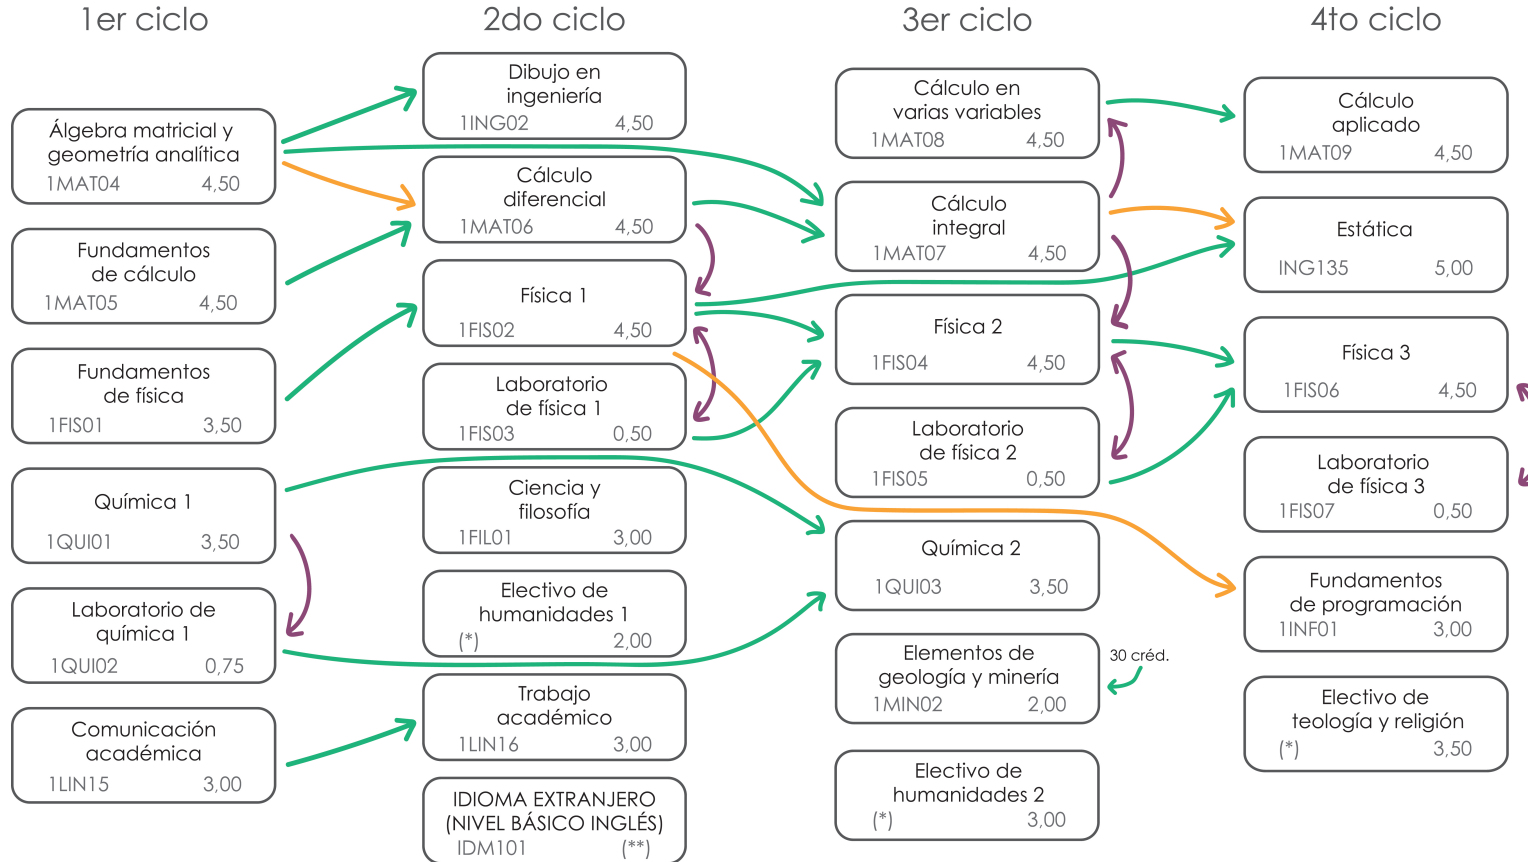 1er ciclo
Álgebra matricial y
geometría analítica
1MAT04 4,50
Fundamentos
de cálculo
1MAT05 4,50
Fundamentos
de física
1FIS01 3,50
Química 1
1QUI01 3,50
Laboratorio de
química 1
1QUI02 0,75
Comunicación
académica
1LIN15 3,00
2do ciclo
Dibujo en
ingeniería
1ING02 4,50
Cálculo
diferencial
1MAT06 4,50
Física 1
1FIS02 4,50
Laboratorio
de física 1
1FIS03 0,50
Ciencia y
filosofía
1FIL01 3,00
Electivo de
humanidades 1
(*) 2,00
Trabajo
académico
1LIN16 3,00
IDIOMA EXTRANJERO
(NIVEL BÁSICO INGLÉS)
IDM101 (**)
3er ciclo
Cálculo en
varias variables
1MAT08 4,50
Cálculo
integral
1MAT07 4,50
Física 2
1FIS04 4,50
Laboratorio
de física 2
1FIS05 0,50
Química 2
1QUI03 3,50
Elementos de
geología y minería
1MIN02 2,00
30 créd.
Electivo de
humanidades 2
(*) 3,00
4to ciclo
Cálculo
aplicado
1MAT09 4,50
Estática
ING135 5,00
Física 3
1FIS06 4,50
Laboratorio
de física 3
1FIS07 0,50
Fundamentos
de programación
1INF01 3,00
Electivo de
teología y religión
(*) 3,50